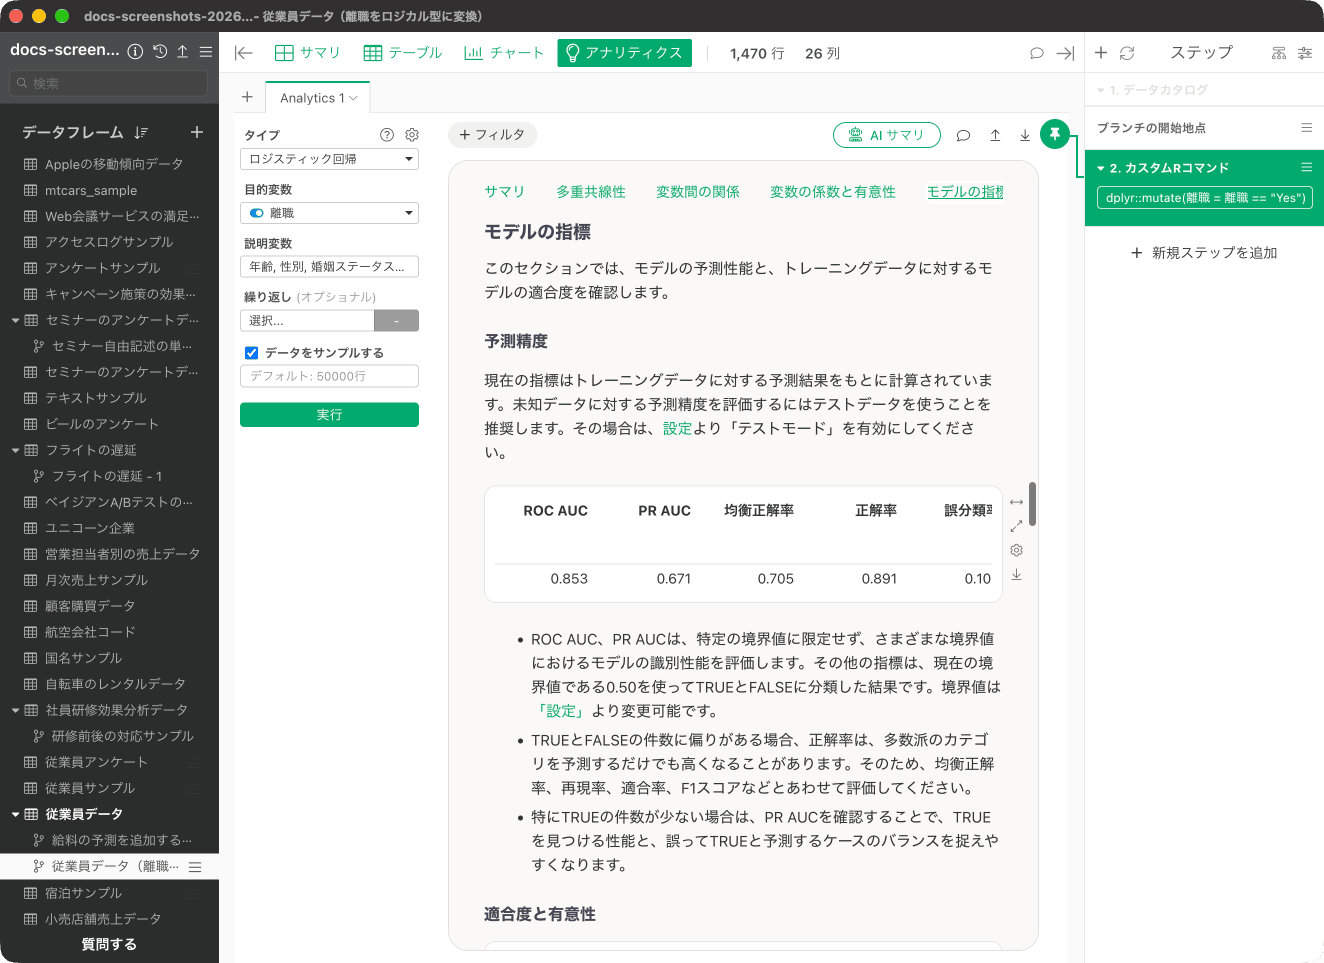 docs-screenshots-2026...- 従業員データ（離職をロジカル型に変換）
docs-screen...
検索
データフレーム
Appleの移動傾向データ
mtcars_sample
Web会議サービスの満足…
アクセスログサンプル
アンケートサンプル
キャンペーン施策の効果…
セミナーのアンケートデ…
セミナー自由記述の単…
セミナーのアンケートデ…
テキストサンプル
ビールのアンケート
フライトの遅延
フライトの遅延 - 1
ベイジアンA/Bテストの…
ユニコーン企業
営業担当者別の売上データ
月次売上サンプル
顧客購買データ
航空会社コード
国名サンプル
自転車のレンタルデータ
社員研修効果分析データ
研修前後の対応サンプル
従業員アンケート
従業員サンプル
従業員データ
給料の予測を追加する…
従業員データ（離職…
宿泊サンプル
小売店舗売上データ
質問する
サマリ
テーブル
チャート
アナリティクス
1,470 行
26 列
Analytics 1
タイプ
ロジスティック回帰
目的変数
離職
説明変数
年齢, 性別, 婚姻ステータス...
繰り返し (オプショナル)
選択... -
データをサンプルする
デフォルト: 50000行
実行
+ フィルタ
AI サマリ
サマリ 多重共線性 変数間の関係 変数の係数と有意性 モデルの指標
モデルの指標
このセクションでは、モデルの予測性能と、トレーニングデータに対するモ
デルの適合度を確認します。
予測精度
現在の指標はトレーニングデータに対する予測結果をもとに計算されていま
す。未知データに対する予測精度を評価するにはテストデータを使うことを
推奨します。その場合は、設定より「テストモード」を有効にしてくださ
い。
ROC AUC PR AUC 均衡正解率 正解率 誤分類率
0.853 0.671 0.705 0.891 0.10
• ROC AUC、PR AUCは、特定の境界値に限定せず、さまざまな境界値
におけるモデルの識別性能を評価します。その他の指標は、現在の境
界値である0.50を使ってTRUEとFALSEに分類した結果です。境界値は
「設定」より変更可能です。
• TRUEとFALSEの件数に偏りがある場合、正解率は、多数派のカテゴ
リを予測するだけでも高くなることがあります。そのため、均衡正解
率、再現率、適合率、F1スコアなどとあわせて評価してください。
• 特にTRUEの件数が少ない場合は、PR AUCを確認することで、TRUE
を見つける性能と、誤ってTRUEと予測するケースのバランスを捉えや
すくなります。
適合度と有意性
ステップ
1. データカタログ
ブランチの開始地点
2. カスタムRコマンド
dplyr::mutate(離職 = 離職 == "Yes")
+ 新規ステップを追加